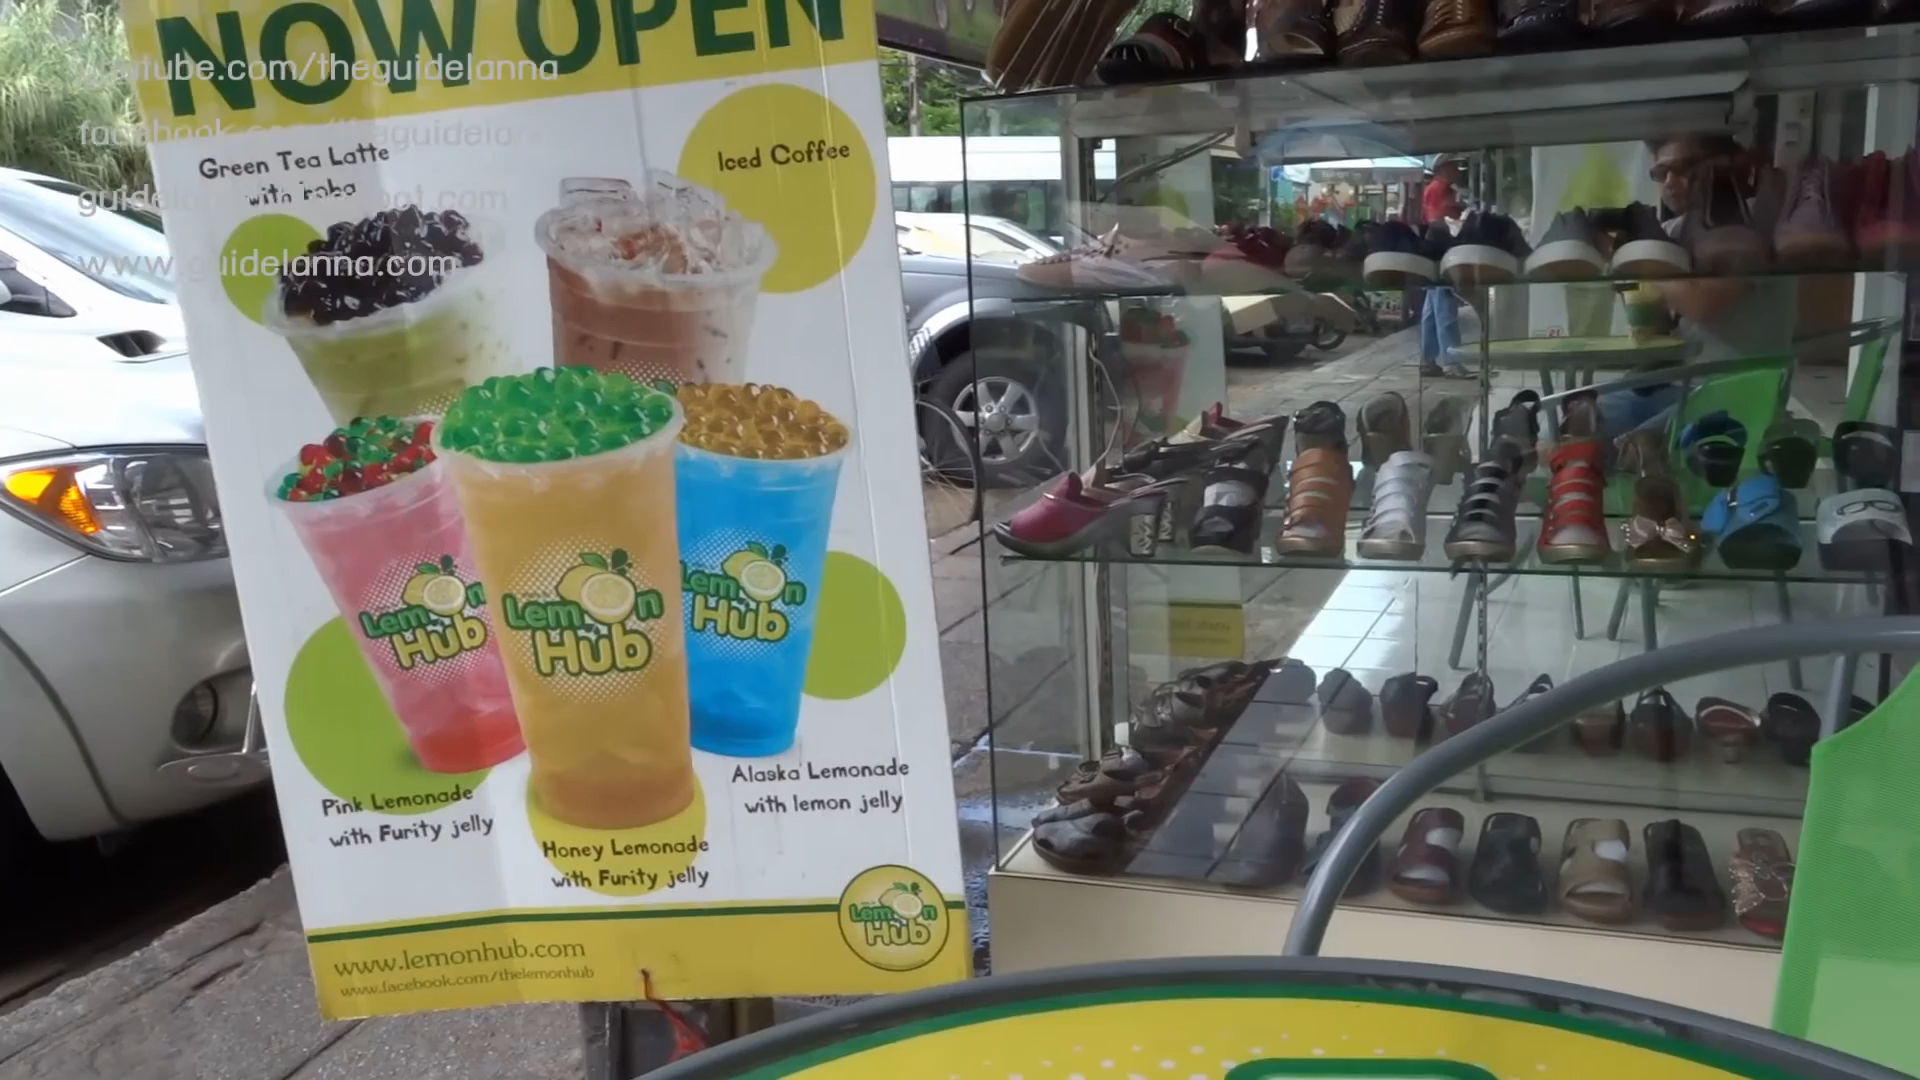 NOW OPEN
youtube.com/theguidelanna
Green Tea Latte
with boba
Iced Coffee
www.guidelanna.com
Lemon
Hub
Lemon
Hub
Lemon
Hub
Pink Lemonade
with Furity jelly
Honey Lemonade
with Furity jelly
Alaska Lemonade
with lemon jelly
www.lemonhub.com
www.facebook.com/thelemonhub
Lemon
Hub